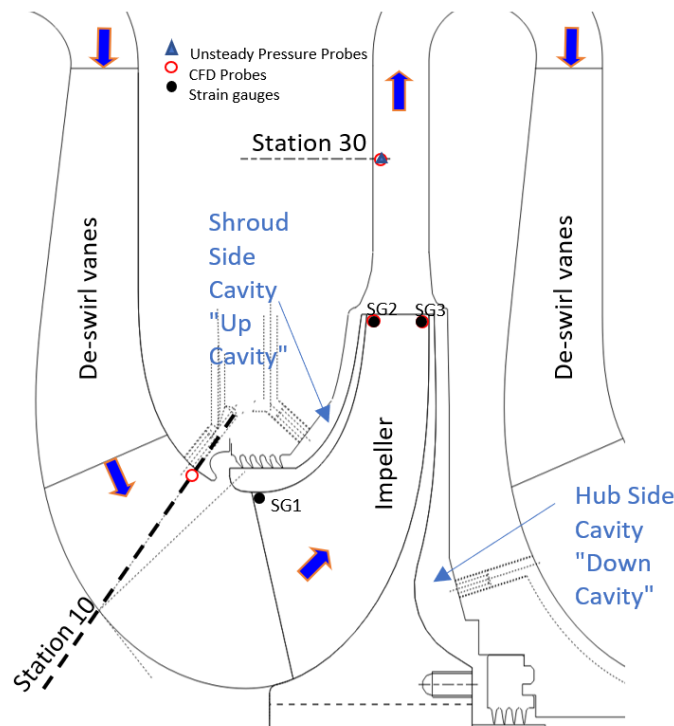 Unsteady Pressure Probes
CFD Probes
Strain gauges
Station 30
De-swirl vanes
De-swirl vanes
Shroud
Side
Cavity
"Up
Cavity"
SG2
SG3
Impeller
SG1
Hub Side
Cavity
"Down
Cavity"
Station 10